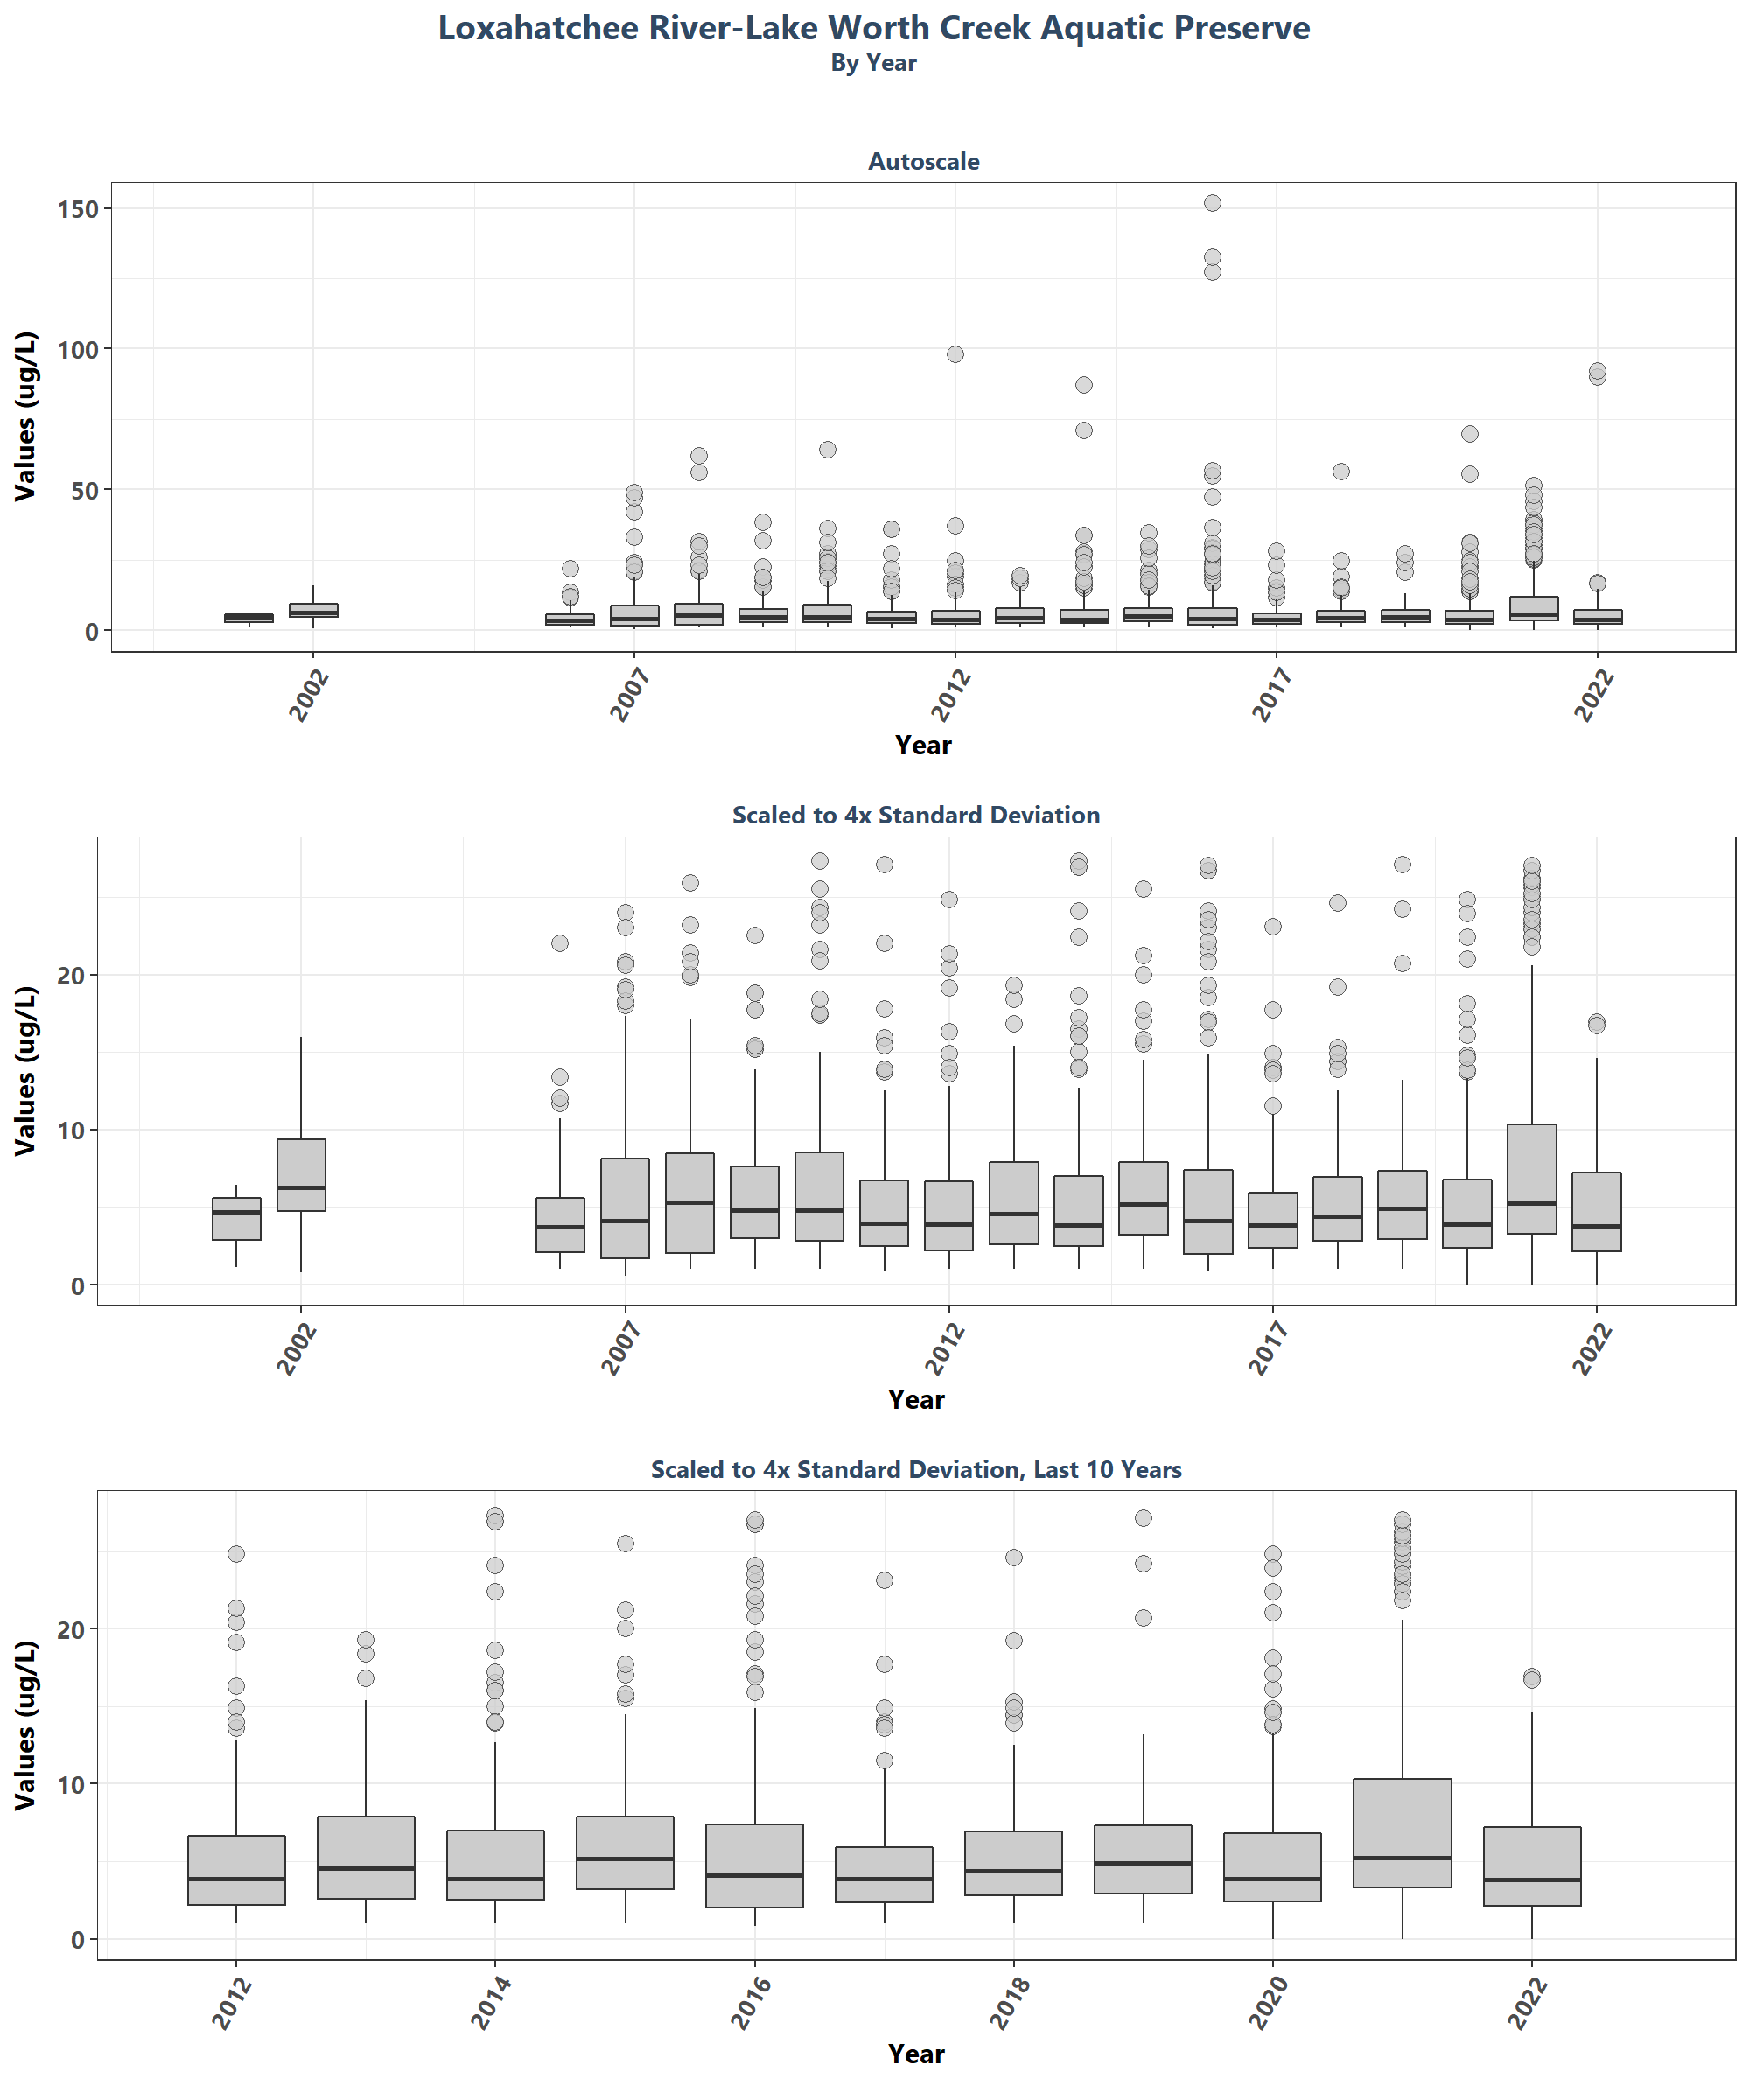 Loxahatchee River-Lake Worth Creek Aquatic Preserve
By Year
Autoscale
Values (ug/L)
150
100
50
0
2002
2007
2012
2017
2022
Year
Scaled to 4x Standard Deviation
Values (ug/L)
20
10
0
2002
2007
2012
2017
2022
Year
Scaled to 4x Standard Deviation, Last 10 Years
Values (ug/L)
20
10
0
2012
2014
2016
2018
2020
2022
Year